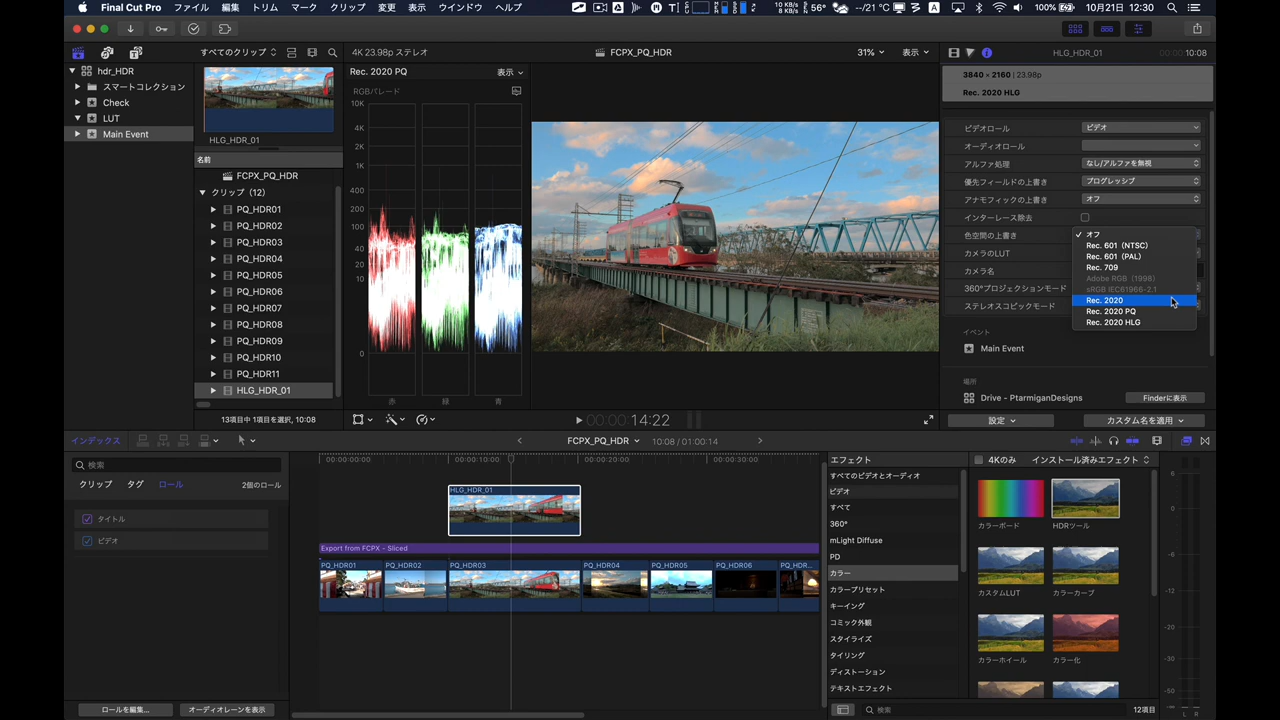 Final Cut Pro ファイル 編集 トリム マーク クリップ 変更 表示 ウインドウ ヘルプ
10 KB/s 56° --/21 ℃ 100% 10月21日 12:30
すべてのクリップ
4K 23.98p ステレオ
FCPX_PQ_HDR
31%
表示
HLG_HDR_01
00:00:00 10:08
hdr_HDR
スマートコレクション
Check
LUT
Main Event
HLG_HDR_01
名前
FCPX_PQ_HDR
クリップ (12)
PQ_HDR01
PQ_HDR02
PQ_HDR03
PQ_HDR04
PQ_HDR05
PQ_HDR06
PQ_HDR07
PQ_HDR08
PQ_HDR09
PQ_HDR10
PQ_HDR11
HLG_HDR_01
13項目中 1項目を選択, 10:08
Rec. 2020 PQ
表示
RGBパレード
10K
4K
2K
1K
400
200
100
40
20
10
0
赤 緑 青
00:00:00 14:22
3840 × 2160 | 23.98p
Rec. 2020 HLG
ビデオロール
ビデオ
オーディオロール
アルファ処理
なし/アルファを無視
優先フィールドの上書き
プログレッシブ
アナモフィックの上書き
オフ
インターレース除去
色空間の上書き
カメラのLUT
カメラ名
360°プロジェクションモード
ステレオスコピックモード
✓ オフ
Rec. 601 (NTSC)
Rec. 601 (PAL)
Rec. 709
Adobe RGB (1998)
sRGB IEC61966-2.1
Rec. 2020
Rec. 2020 PQ
Rec. 2020 HLG
イベント
Main Event
場所
Drive - PtarmiganDesigns
Finderに表示
設定
カスタム名を適用
インデックス
FCPX_PQ_HDR
10:08 / 01:00:14
検索
クリップ タグ ロール
2個のロール
タイトル
ビデオ
ロールを編集...
オーディオレーンを表示
00:00:00:00 00:00:10:00 00:00:20:00 00:00:30:00
HLG_HDR_01
Export from FCPX - Sliced
PQ_HDR01 PQ_HDR02 PQ_HDR03 PQ_HDR04 PQ_HDR05 PQ_HDR06 PQ_HDR...
エフェクト
4Kのみ
インストール済みエフェクト
すべてのビデオとオーディオ
ビデオ
すべて
360°
mLight Diffuse
PD
カラー
カラープリセット
キーイング
コミック外観
スタイライズ
タイリング
ディストーション
テキストエフェクト
カラーボード
HDRツール
カスタムLUT
カラーカーブ
カラーホイール
カラー化
検索
12項目
6
0
-6
-12
-20
-30
-50
L R